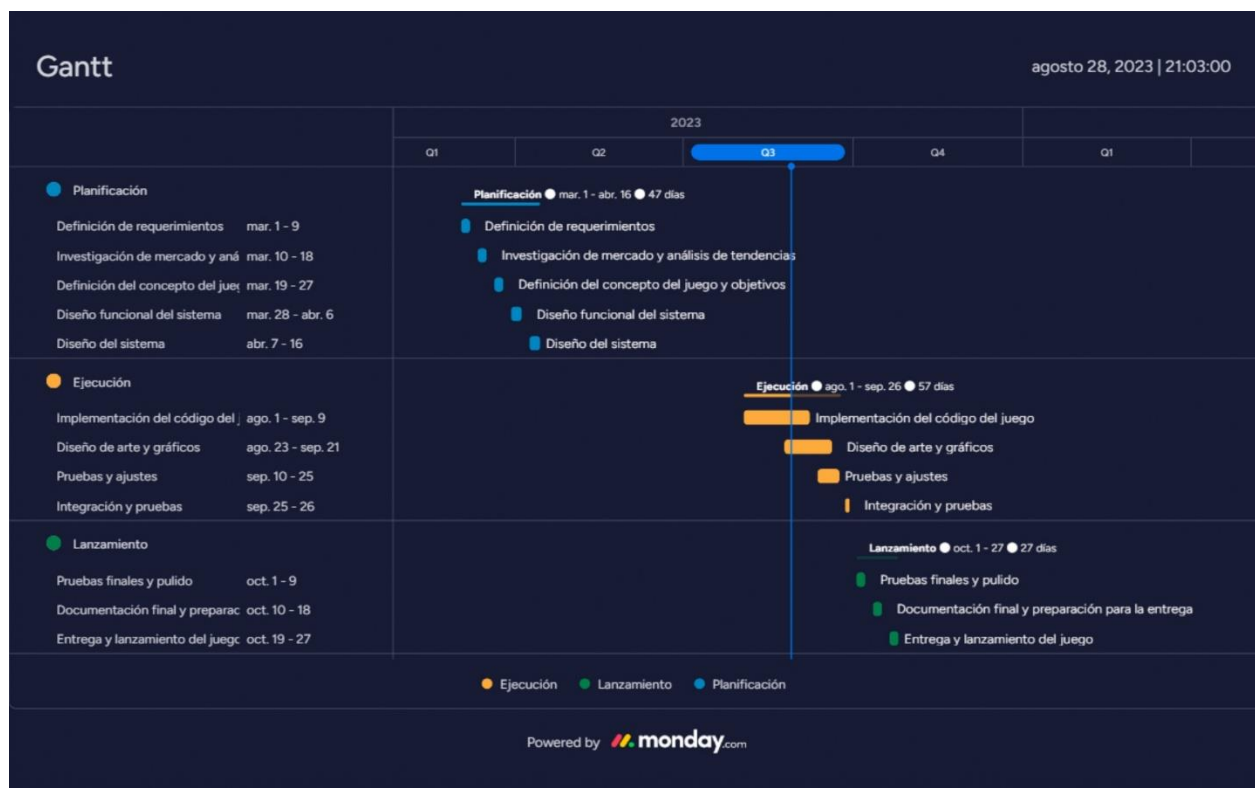 Gantt
agosto 28, 2023 | 21:03:00
2023
Q1 Q2 Q3 Q4 Q1
Planificación
Planificación mar. 1 - abr. 16 47 días
Definición de requerimientos mar. 1 - 9 Definición de requerimientos
Investigación de mercado y aná mar. 10 - 18 Investigación de mercado y análisis de tendencias
Definición del concepto del jueg mar. 19 - 27 Definición del concepto del juego y objetivos
Diseño funcional del sistema mar. 28 - abr. 6 Diseño funcional del sistema
Diseño del sistema abr. 7 - 16 Diseño del sistema
Ejecución
Ejecución ago. 1 - sep. 26 57 días
Implementación del código del j ago. 1 - sep. 9 Implementación del código del juego
Diseño de arte y gráficos ago. 23 - sep. 21 Diseño de arte y gráficos
Pruebas y ajustes sep. 10 - 25 Pruebas y ajustes
Integración y pruebas sep. 25 - 26 Integración y pruebas
Lanzamiento
Lanzamiento oct. 1 - 27 27 días
Pruebas finales y pulido oct. 1 - 9 Pruebas finales y pulido
Documentación final y preparac oct. 10 - 18 Documentación final y preparación para la entrega
Entrega y lanzamiento del juego oct. 19 - 27 Entrega y lanzamiento del juego
Ejecución Lanzamiento Planificación
Powered by monday.com